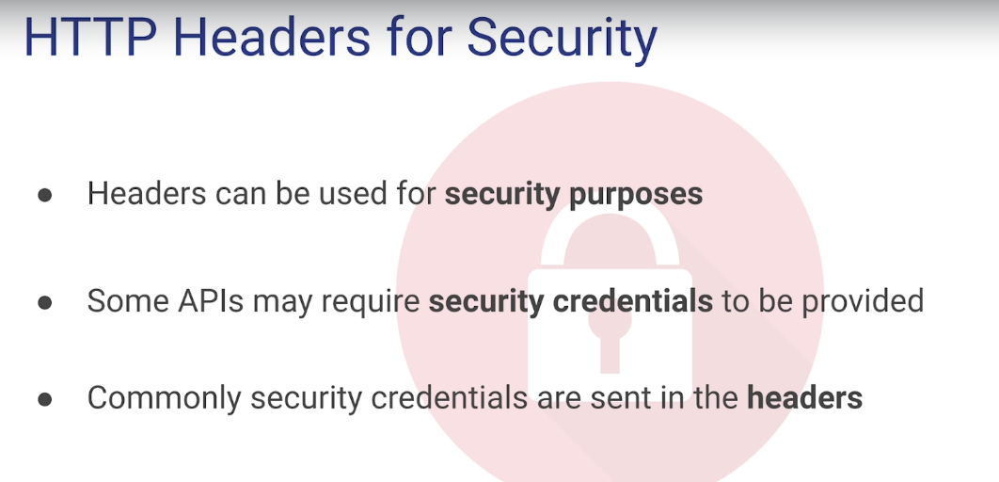 HTTP Headers for Security
● Headers can be used for security purposes
● Some APIs may require security credentials to be provided
● Commonly security credentials are sent in the headers